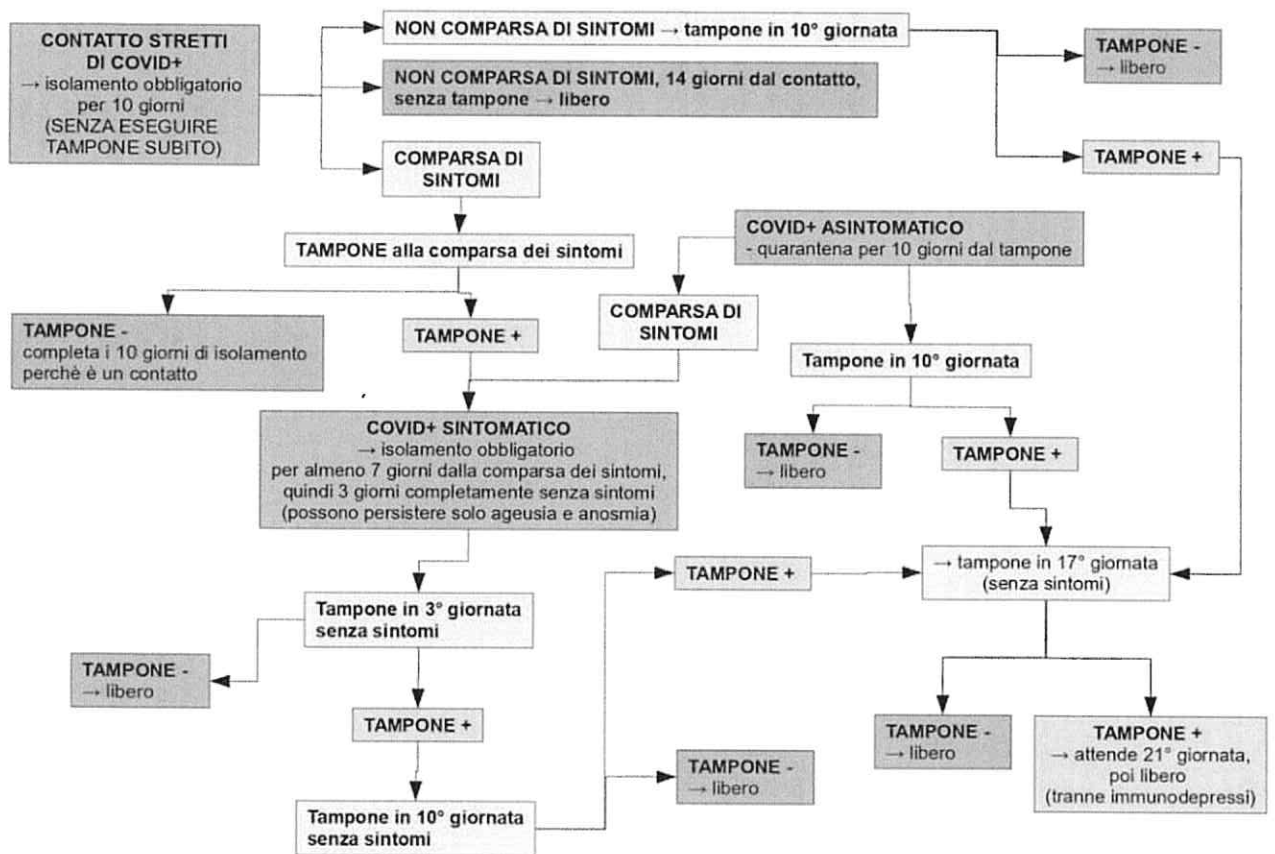 CONTATTO STRETTI
DI COVID+
→ isolamento obbligatorio
per 10 giorni
(SENZA ESEGUIRE
TAMPONE SUBITO)
NON COMPARSA DI SINTOMI → tampone in 10° giornata
NON COMPARSA DI SINTOMI, 14 giorni dal contatto,
senza tampone → libero
TAMPONE -
→ libero
COMPARSA DI
SINTOMI
TAMPONE +
TAMPONE alla comparsa dei sintomi
COVID+ ASINTOMATICO
- quarantena per 10 giorni dal tampone
TAMPONE -
completa i 10 giorni di isolamento
perchè è un contatto
TAMPONE +
COMPARSA DI
SINTOMI
Tampone in 10° giornata
COVID+ SINTOMATICO
→ isolamento obbligatorio
per almeno 7 giorni dalla comparsa dei sintomi,
quindi 3 giorni completamente senza sintomi
(possono persistere solo ageusia e anosmia)
TAMPONE -
→ libero
TAMPONE +
TAMPONE +
→ tampone in 17° giornata
(senza sintomi)
Tampone in 3° giornata
senza sintomi
TAMPONE -
→ libero
TAMPONE +
TAMPONE -
→ libero
TAMPONE +
→ attende 21° giornata,
poi libero
(tranne immunodepressi)
TAMPONE -
→ libero
Tampone in 10° giornata
senza sintomi